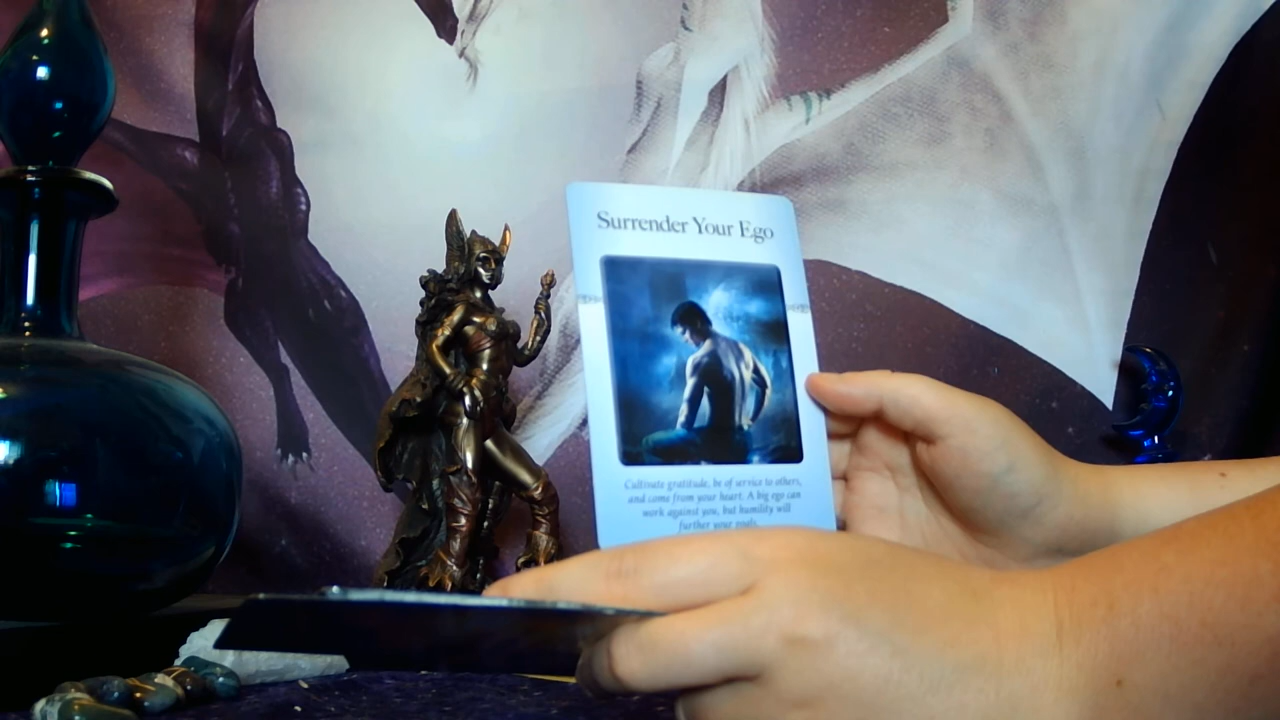 Surrender Your Ego
Cultivate gratitude, be of service to others,
and come from your heart. A big ego can
work against you, but humility will
further your goals.